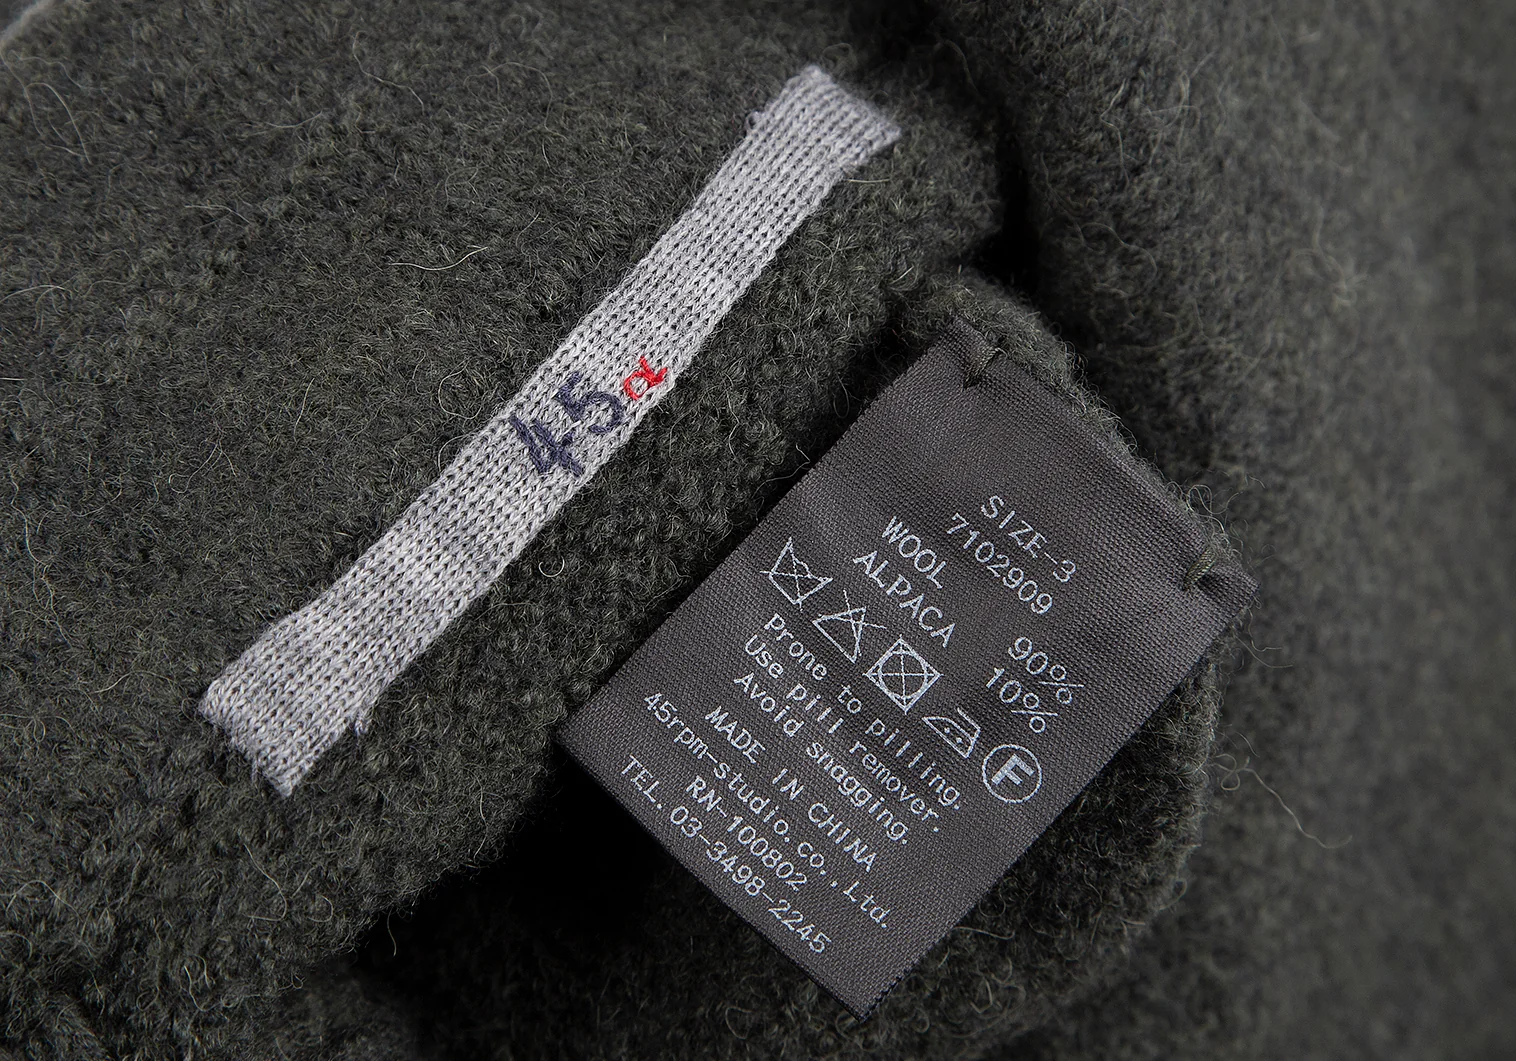 45a
SIZE-3
7102909
WOOL 90%
ALPACA 10%
F
Prone to pilling.
Use pill remover.
Avoid snagging.
MADE IN CHINA
45rpm-studio.co.,Ltd.
RN-100802
TEL. 03-3498-2245